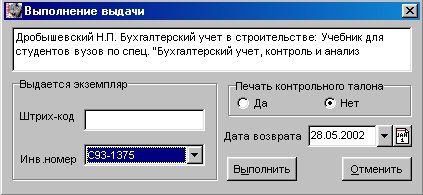 Выполнение выдачи
Дробышевский Н.П. Бухгалтерский учет в строительстве: Учебник для
студентов вузов по спец. "Бухгалтерский учет, контроль и анализ
Выдается экземпляр
Штрих-код
Инв.номер
С93-1375
Печать контрольного талона
Да
Нет
Дата возврата
28.05.2002
Выполнить
Отменить